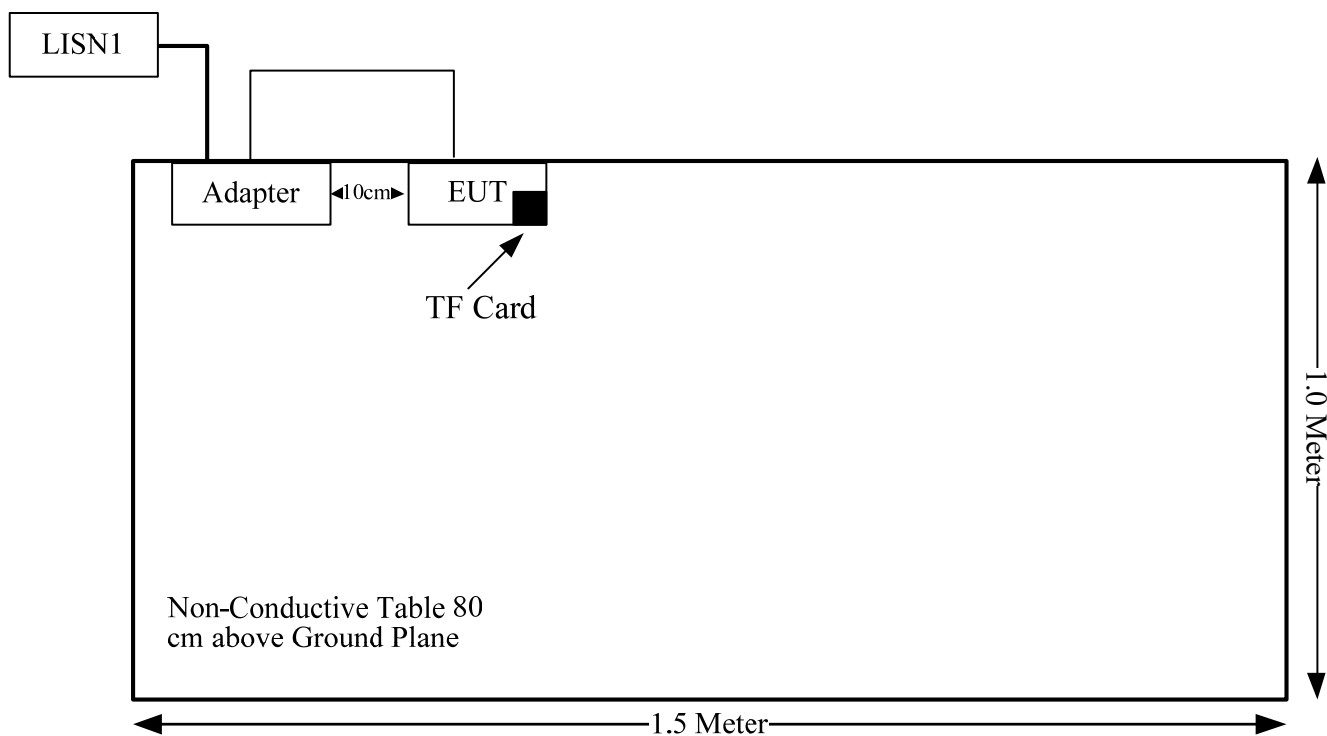 LISN1
Adapter
10cm
EUT
TF Card
1.0 Meter
Non-Conductive Table 80
cm above Ground Plane
1.5 Meter